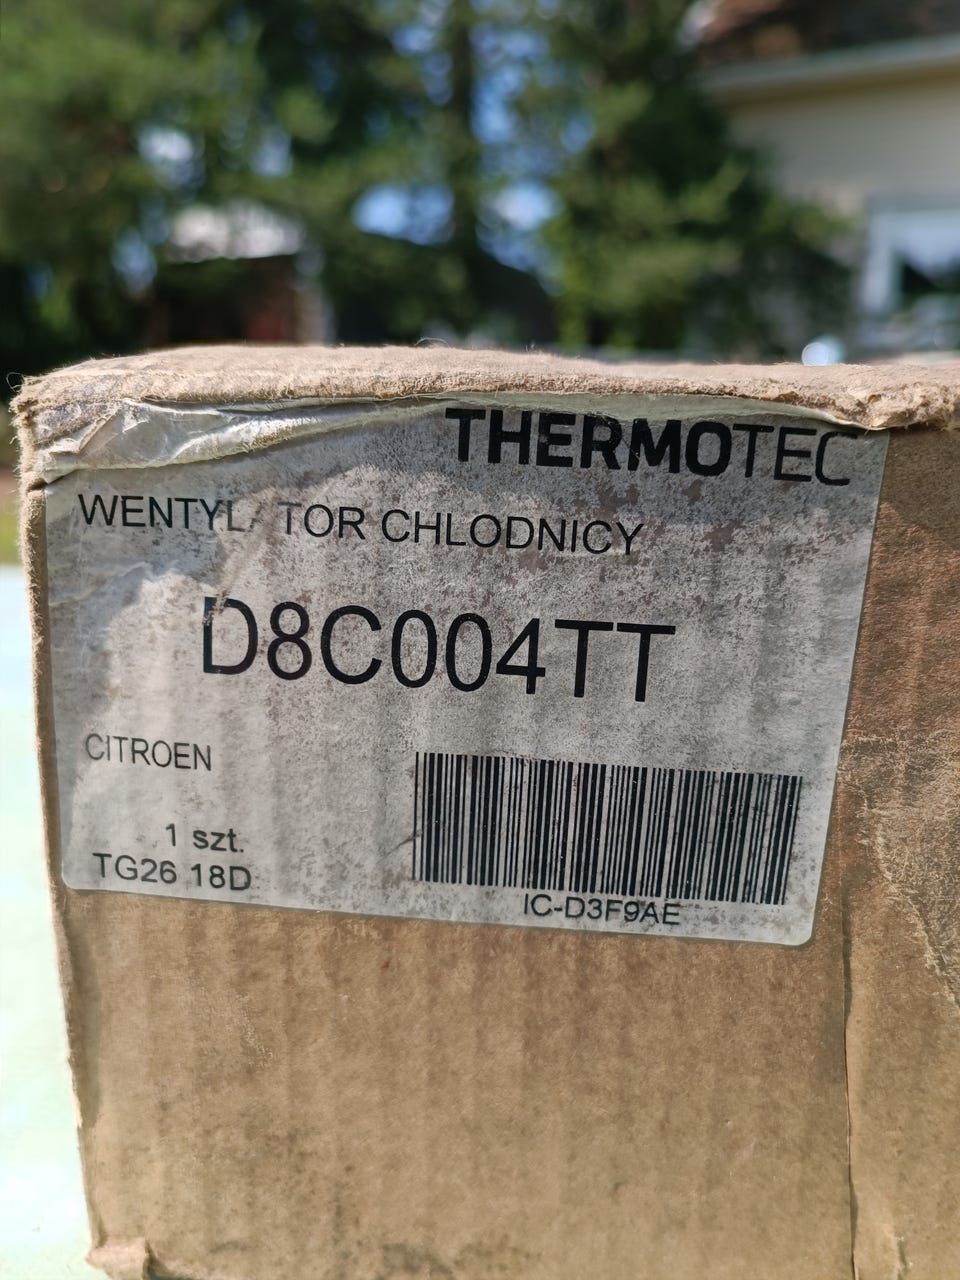 THERMOTEC
WENTYL TOR CHLODNICY
D8C004TT
CITROEN
1 szt.
TG26 18D
IC-D3F9AE